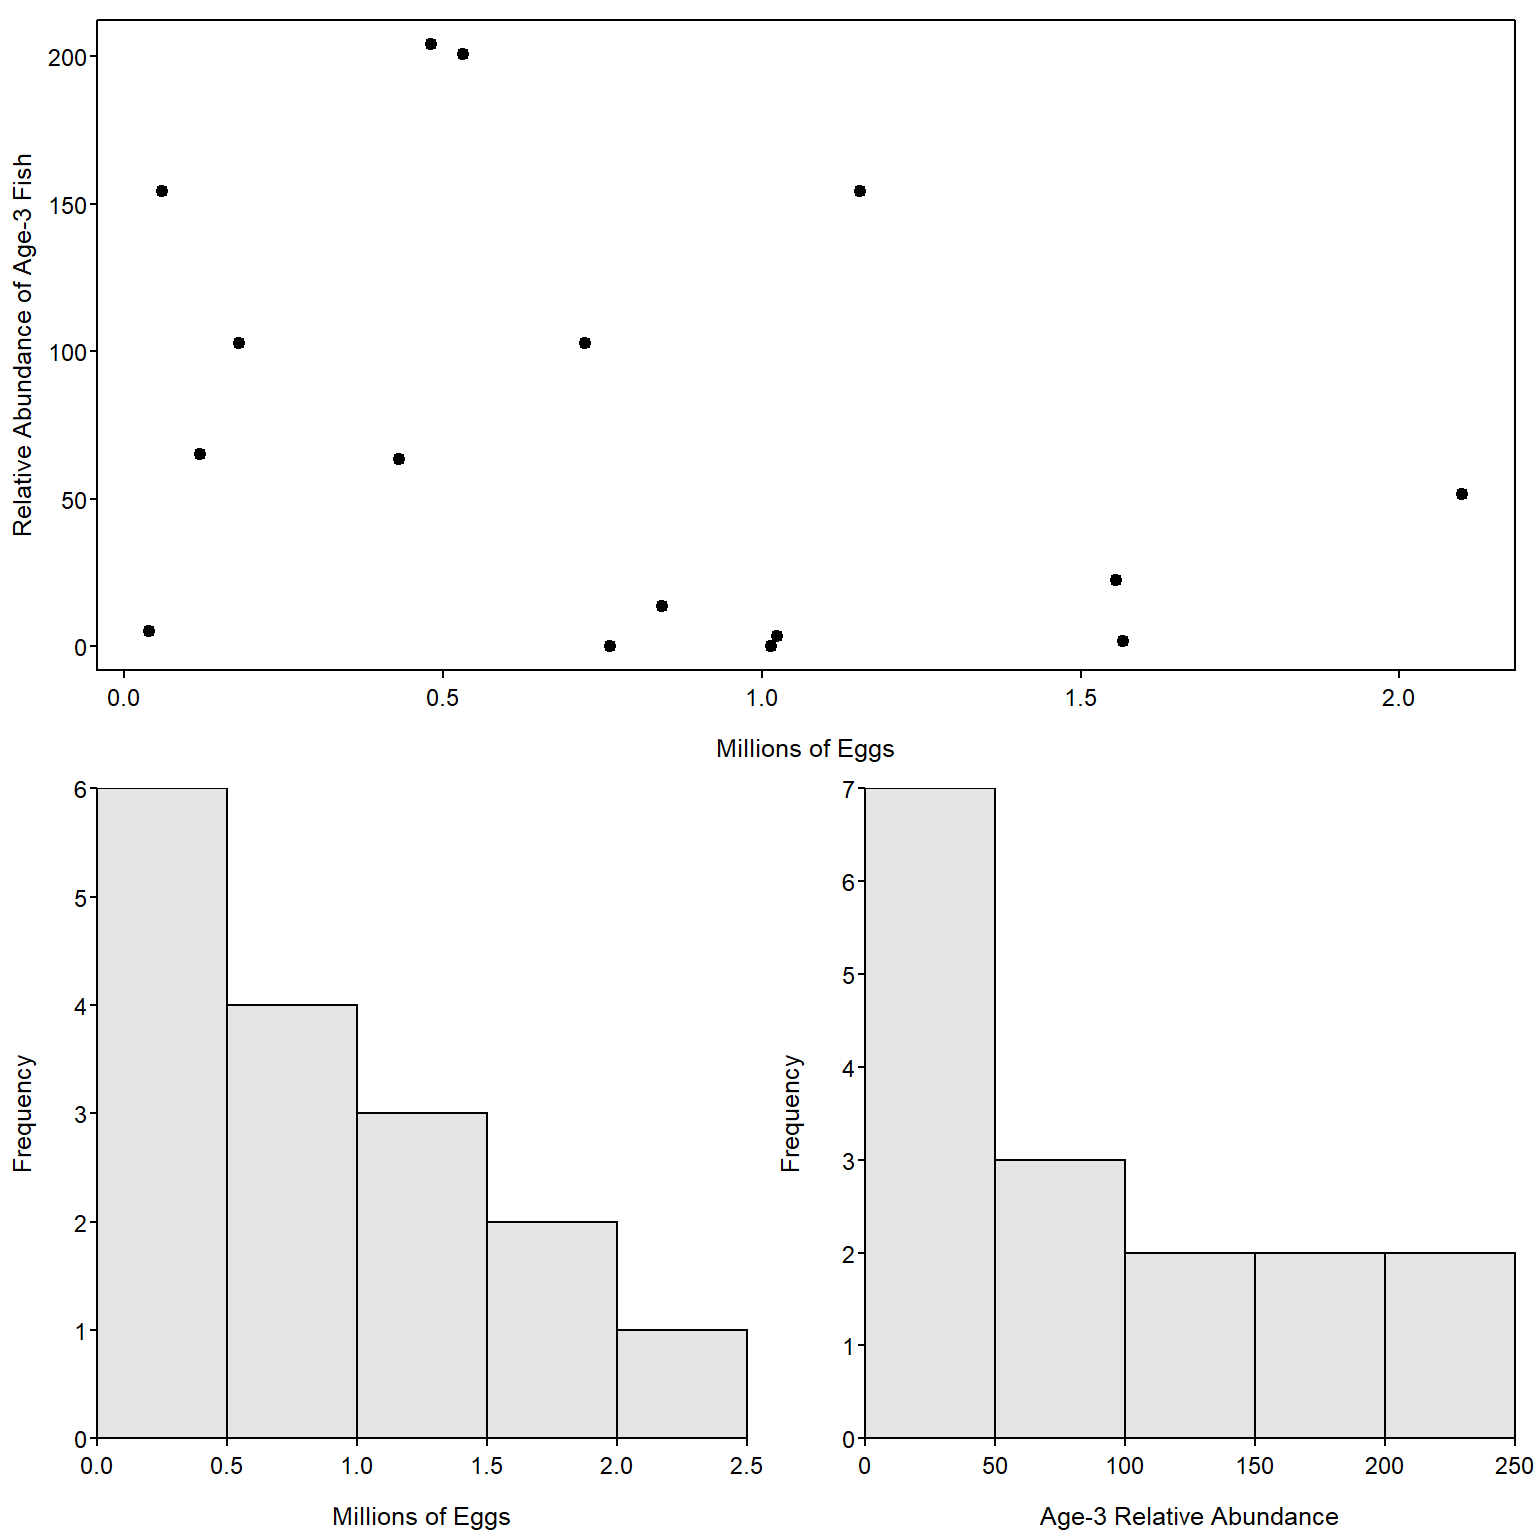 Relative Abundance of Age-3 Fish
200
150
100
50
0
0.0 0.5 1.0 1.5 2.0
Millions of Eggs
Frequency
6
5
4
3
2
1
0
0.0 0.5 1.0 1.5 2.0 2.5
Millions of Eggs
Frequency
7
6
5
4
3
2
1
0
0 50 100 150 200 250
Age-3 Relative Abundance